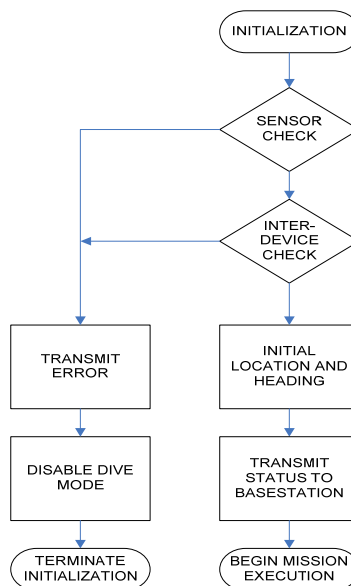 INITIALIZATION
SENSOR
CHECK
INTER-
DEVICE
CHECK
TRANSMIT
ERROR
INITIAL
LOCATION AND
HEADING
DISABLE DIVE
MODE
TRANSMIT
STATUS TO
BASESTATION
TERMINATE
INITIALIZATION
BEGIN MISSION
EXECUTION